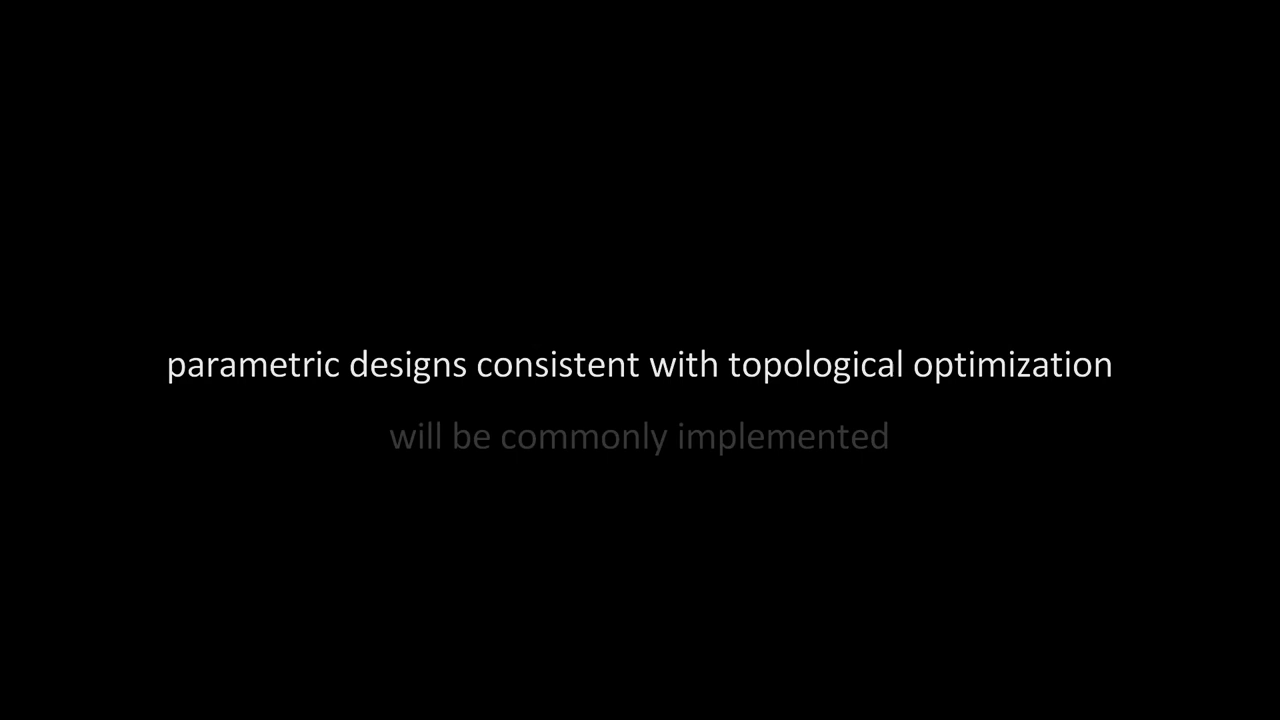 parametric designs consistent with topological optimization
will be commonly implemented